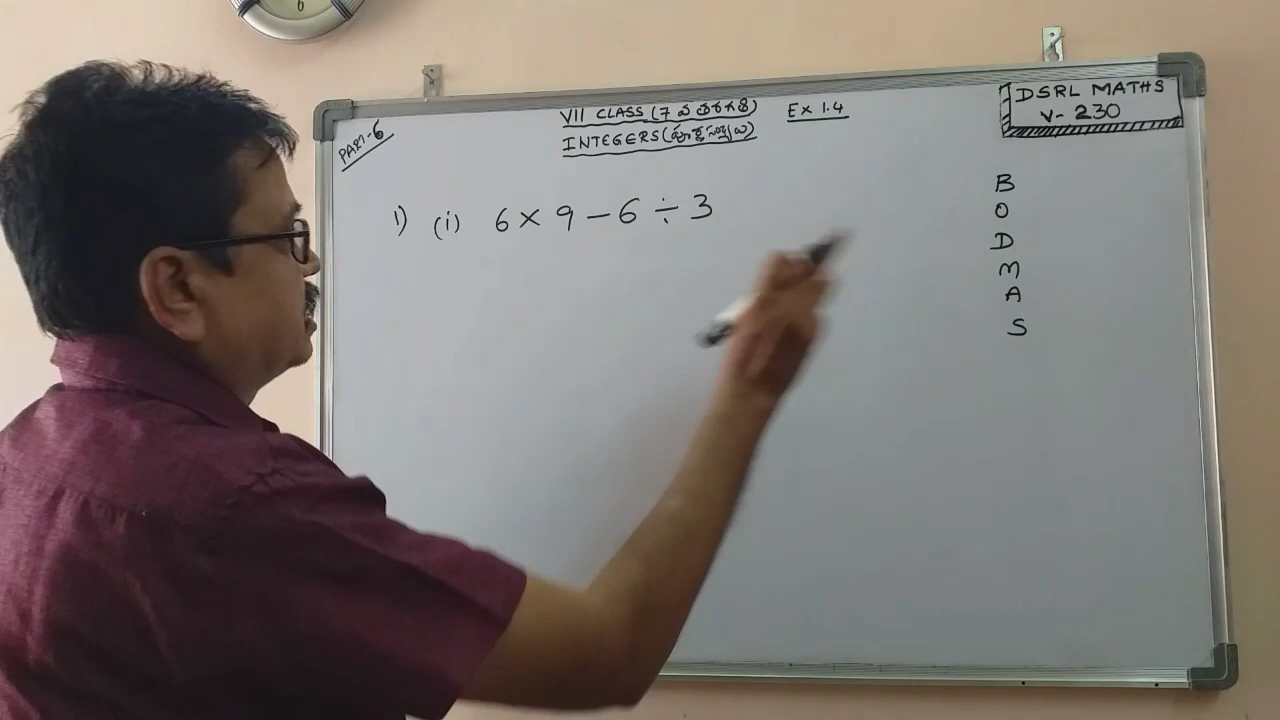 6
PART-6
VII CLASS (7 వ తరగతి)
Ex 1.4
INTEGERS (పూర్ణసంఖ్యలు)
DSRL MATHS
V- 230
1) (i) 6 × 9 − 6 ÷ 3
B
O
D
M
A
S